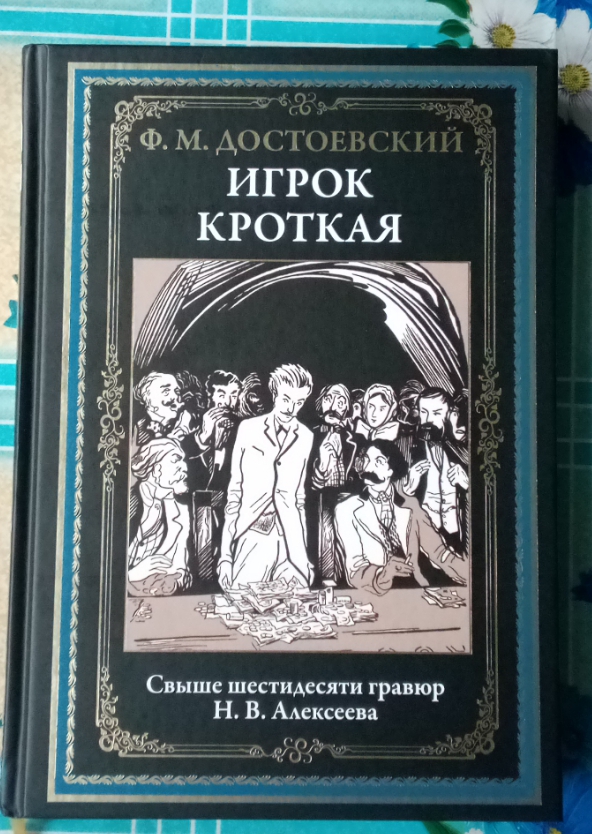 Ф. М. ДОСТОЕВСКИЙ
ИГРОК
КРОТКАЯ
Свыше шестидесяти гравюр
Н. В. Алексеева